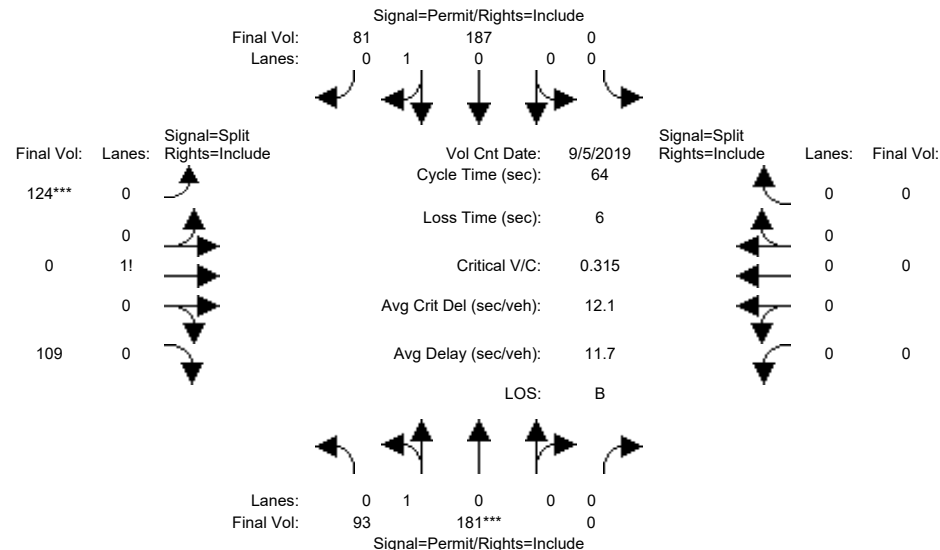 Signal=Permit/Rights=Include
Final Vol: 81 187 0
Lanes: 0 1 0 0 0
Signal=Split Signal=Split
Final Vol: Lanes: Rights=Include Vol Cnt Date: 9/5/2019 Rights=Include Lanes: Final Vol:
Cycle Time (sec): 64
124*** 0 0 0
Loss Time (sec): 6
0 0
0 1! Critical V/C: 0.315 0 0
0 Avg Crit Del (sec/veh): 12.1 0
109 0 Avg Delay (sec/veh): 11.7 0 0
LOS: B
Lanes: 0 1 0 0 0
Final Vol: 93 181*** 0
Signal=Permit/Rights=Include